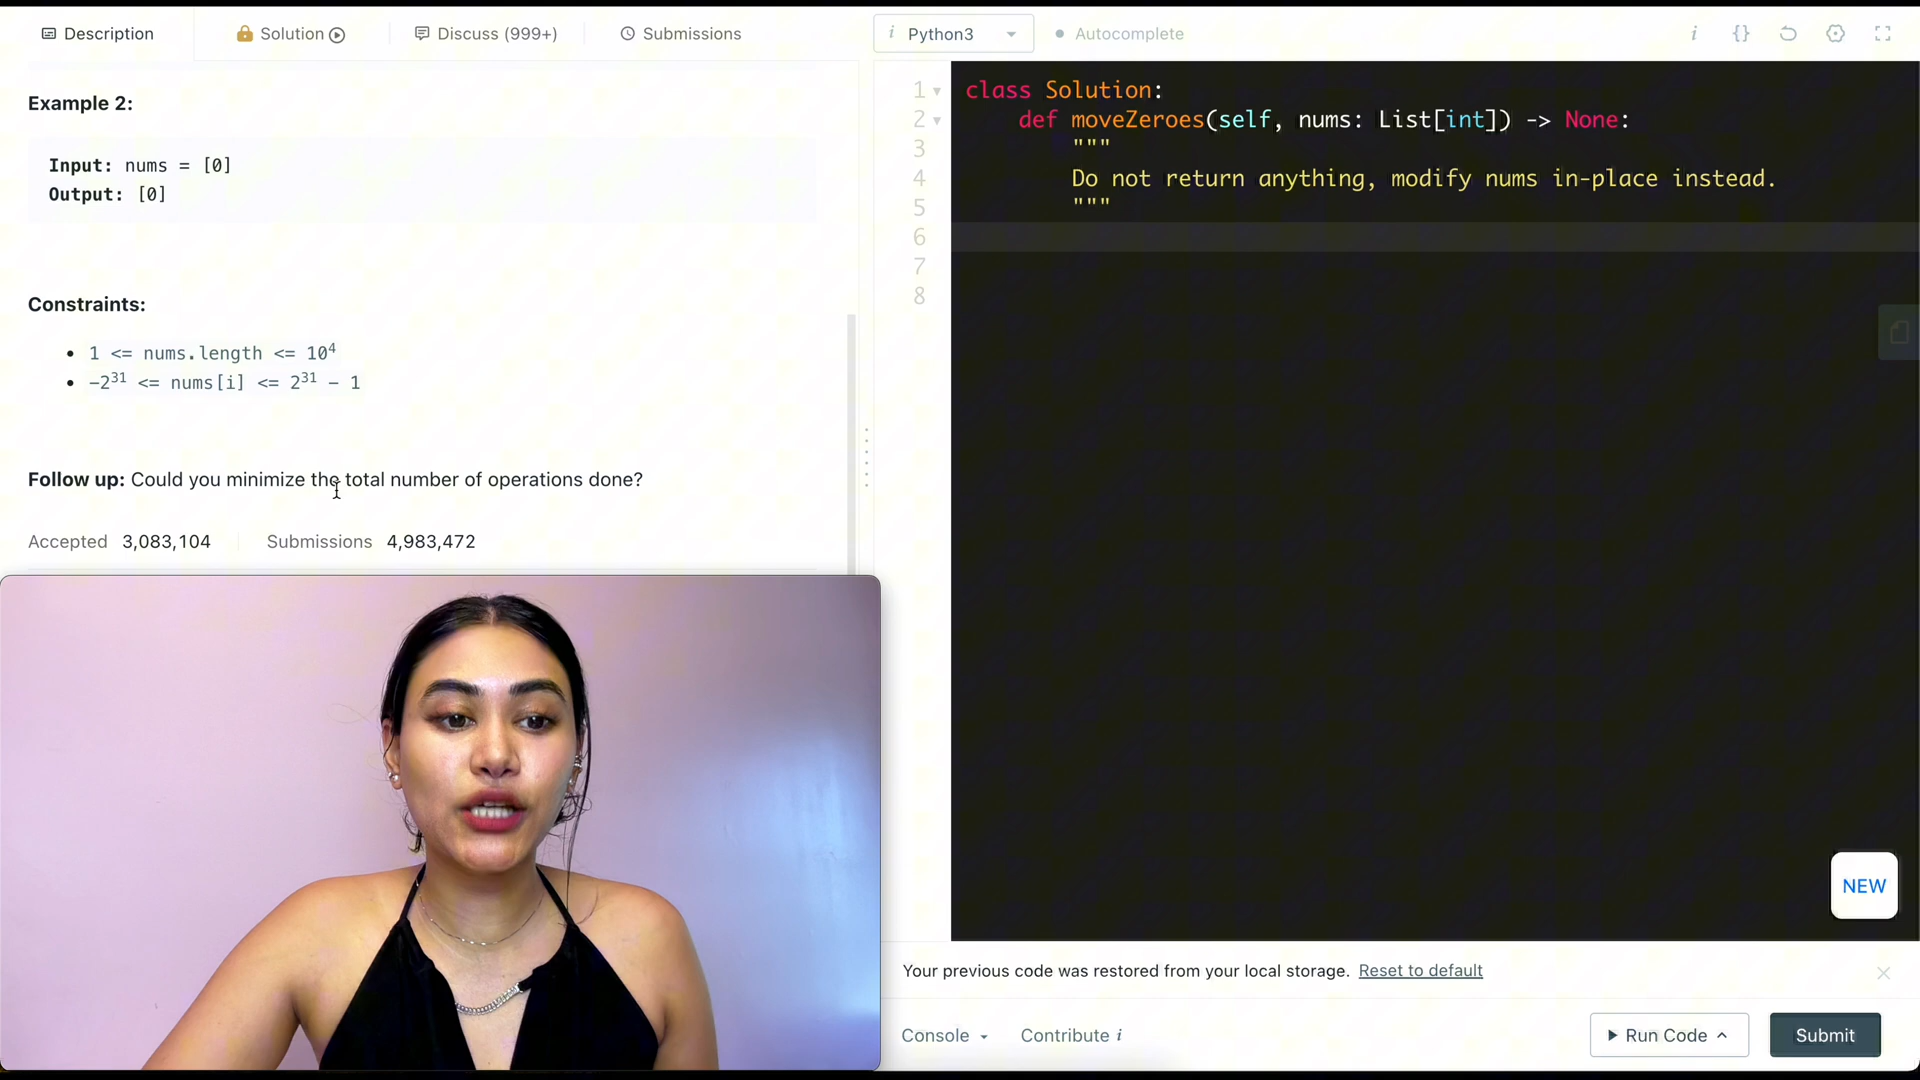 Description
Solution
Discuss (999+)
Submissions
i Python3
Autocomplete
i {}
Example 2:
Input: nums = [0]
Output: [0]
Constraints:
• 1 <= nums.length <= 10⁴
• -2³¹ <= nums[i] <= 2³¹ - 1
Follow up: Could you minimize the total number of operations done?
Accepted 3,083,104 Submissions 4,983,472
1 class Solution:
2     def moveZeroes(self, nums: List[int]) -> None:
3         """
4         Do not return anything, modify nums in-place instead.
5         """
6
7
8
NEW
Your previous code was restored from your local storage. Reset to default
Console
Contribute i
Run Code
Submit